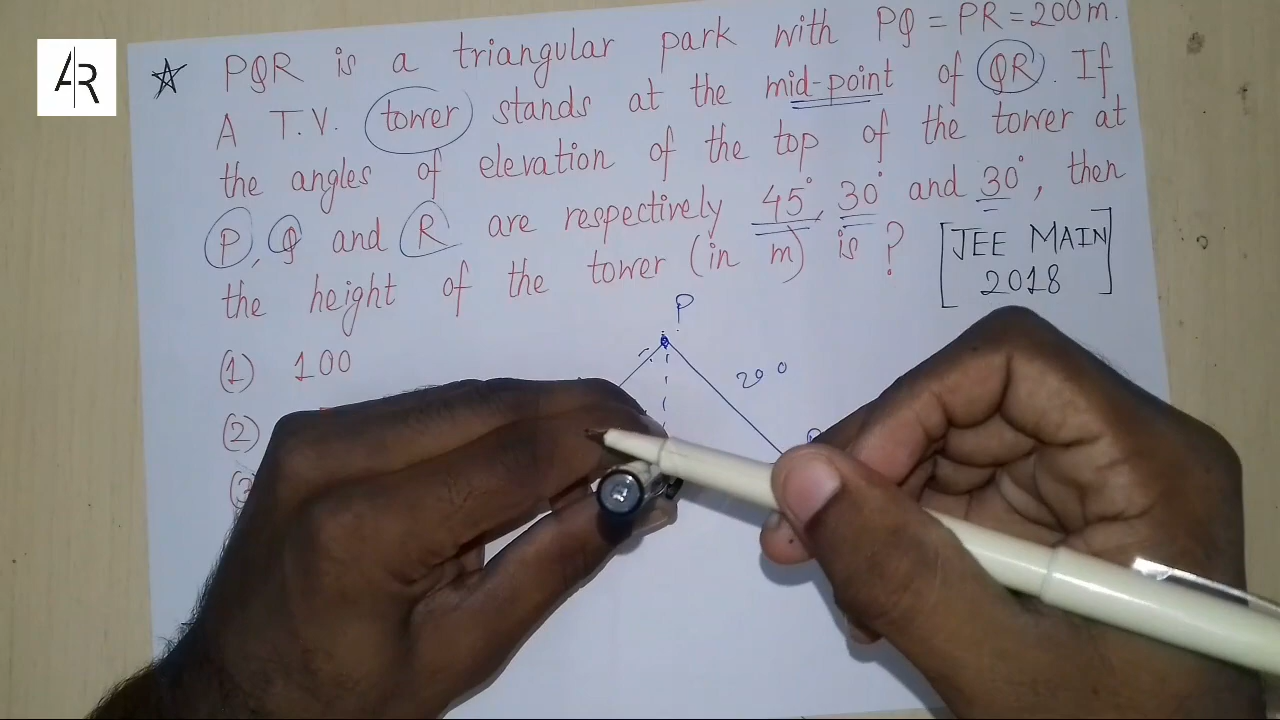 AR
PQR is a triangular park with PQ = PR = 200 m.
A T.V. tower stands at the mid-point of QR. If
the angles of elevation of the top of the tower at
P, Q and R are respectively 45°, 30° and 30°, then
the height of the tower (in m) is ?
[JEE MAIN
2018]
(1) 100
(2)
(3
P
200